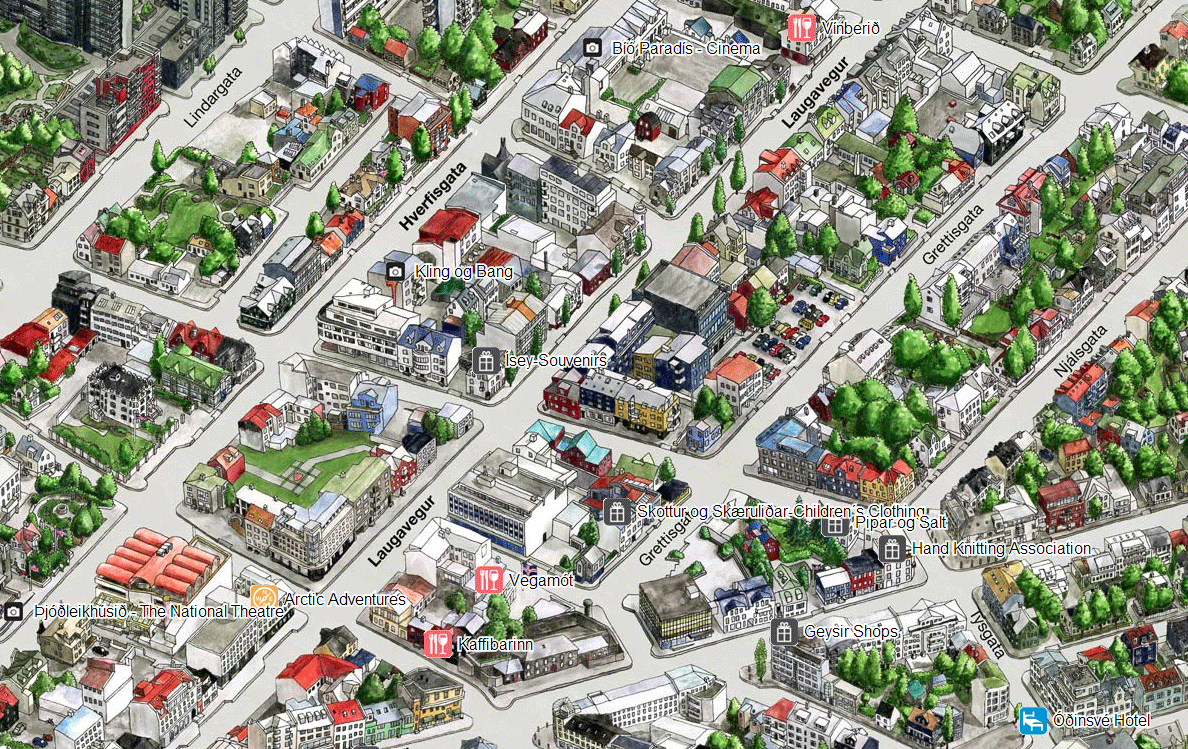 Vínberið
Bíó Paradís - Cinema
Lindargata
Laugavegur
Hverfisgata
Grettisgata
Kling og Bang
Njálsgata
Ísey-Souvenirs
Laugavegur
Skottur og Skæruliðar-Children´s Clothing
Pipar og Salt
Grettisgata
Hand Knitting Association
Vegamót
Arctic Adventures
Þjóðleikhúsið - The National Theatre
Geysir Shops
Kaffibarinn
Óðinsvé Hotel